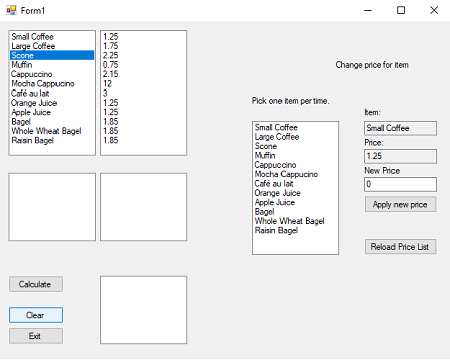 Form1
Small Coffee 1.25
Large Coffee 1.75
Scone 2.25
Muffin 0.75
Cappuccino 2.15
Mocha Cappucino 12
Café au lait 3
Orange Juice 1.25
Apple Juice 1.25
Bagel 1.85
Whole Wheat Bagel 1.85
Raisin Bagel 1.85
Calculate
Clear
Exit
Change price for item
Pick one item per time.
Small Coffee
Large Coffee
Scone
Muffin
Cappuccino
Mocha Cappucino
Café au lait
Orange Juice
Apple Juice
Bagel
Whole Wheat Bagel
Raisin Bagel
Item:
Small Coffee
Price:
1.25
New Price
0
Apply new price
Reload Price List